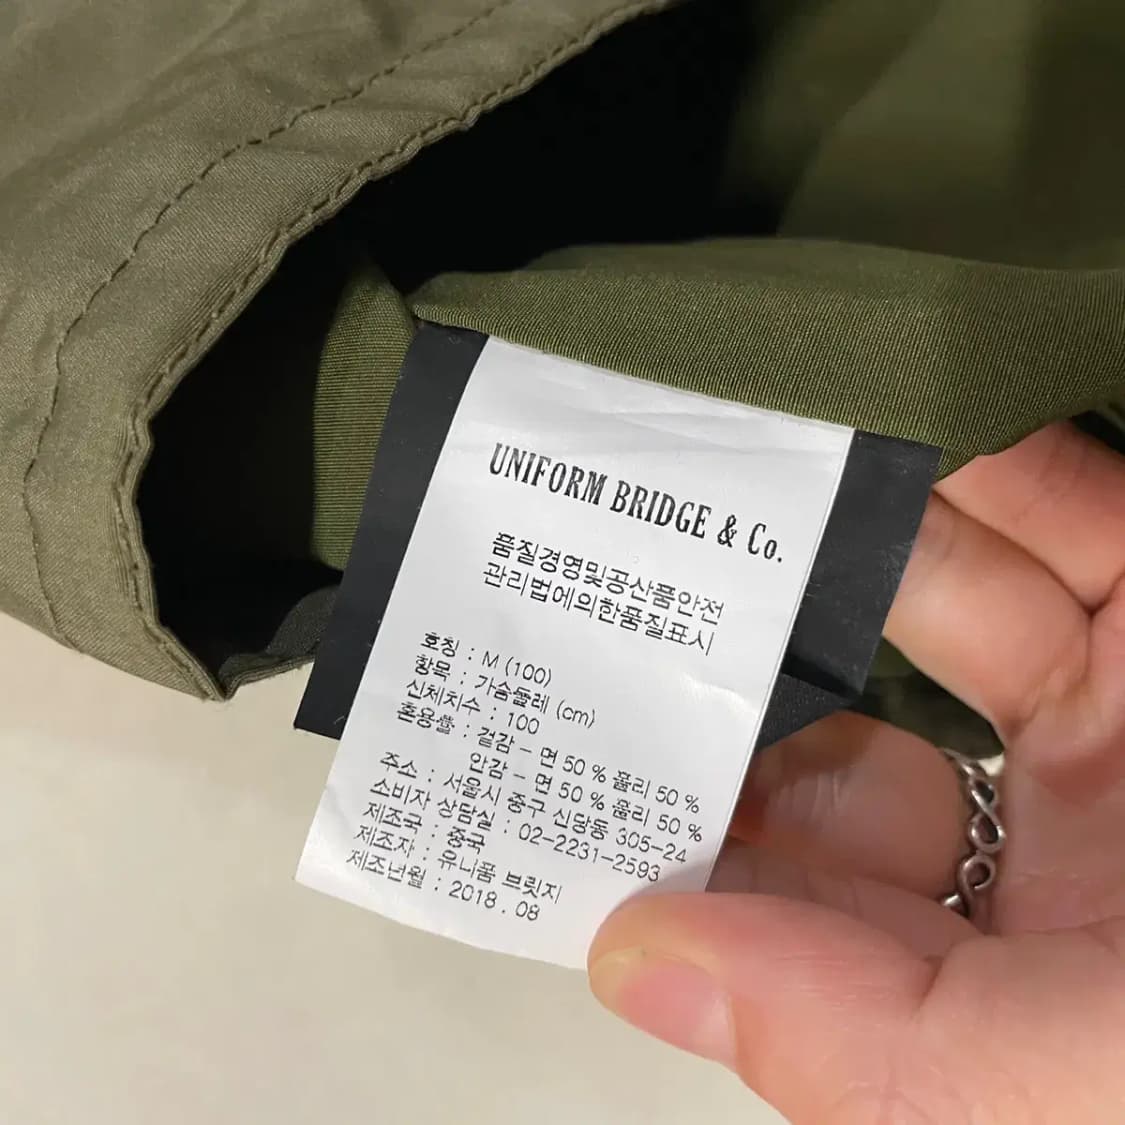 UNIFORM BRIDGE & Co.
품질경영및공산품안전
관리법에의한품질표시
호칭 : M (100)
항목 : 가슴둘레 (cm)
신체치수 : 100
혼용률 : 겉감 - 면 50 % 폴리 50 %
안감 - 면 50 % 폴리 50 %
주소 : 서울시 중구 신당동 305-24
소비자 상담실 : 02-2231-2593
제조국 : 중국
제조자 : 유니폼 브릿지
제조년월 : 2018 . 08